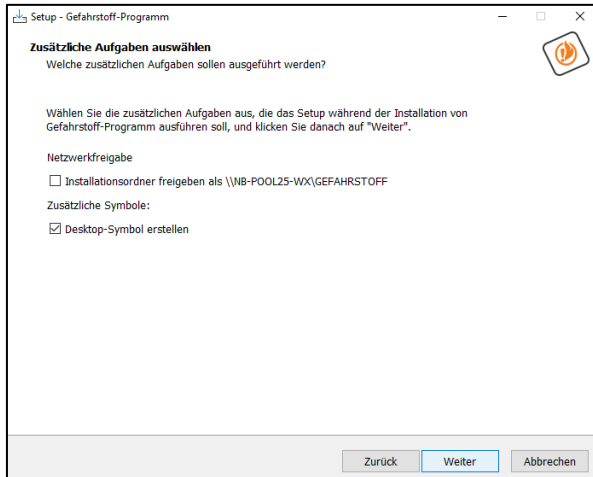 Setup - Gefahrstoff-Programm
Zusätzliche Aufgaben auswählen
Welche zusätzlichen Aufgaben sollen ausgeführt werden?
Wählen Sie die zusätzlichen Aufgaben aus, die das Setup während der Installation von
Gefahrstoff-Programm ausführen soll, und klicken Sie danach auf "Weiter".
Netzwerkfreigabe
Installationsordner freigeben als \\NB-POOL25-WX\GEFAHRSTOFF
Zusätzliche Symbole:
Desktop-Symbol erstellen
Zurück Weiter Abbrechen